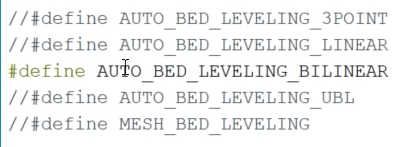 //#define AUTO_BED_LEVELING_3POINT
//#define AUTO_BED_LEVELING_LINEAR
#define AUTO_BED_LEVELING_BILINEAR
//#define AUTO_BED_LEVELING_UBL
//#define MESH_BED_LEVELING